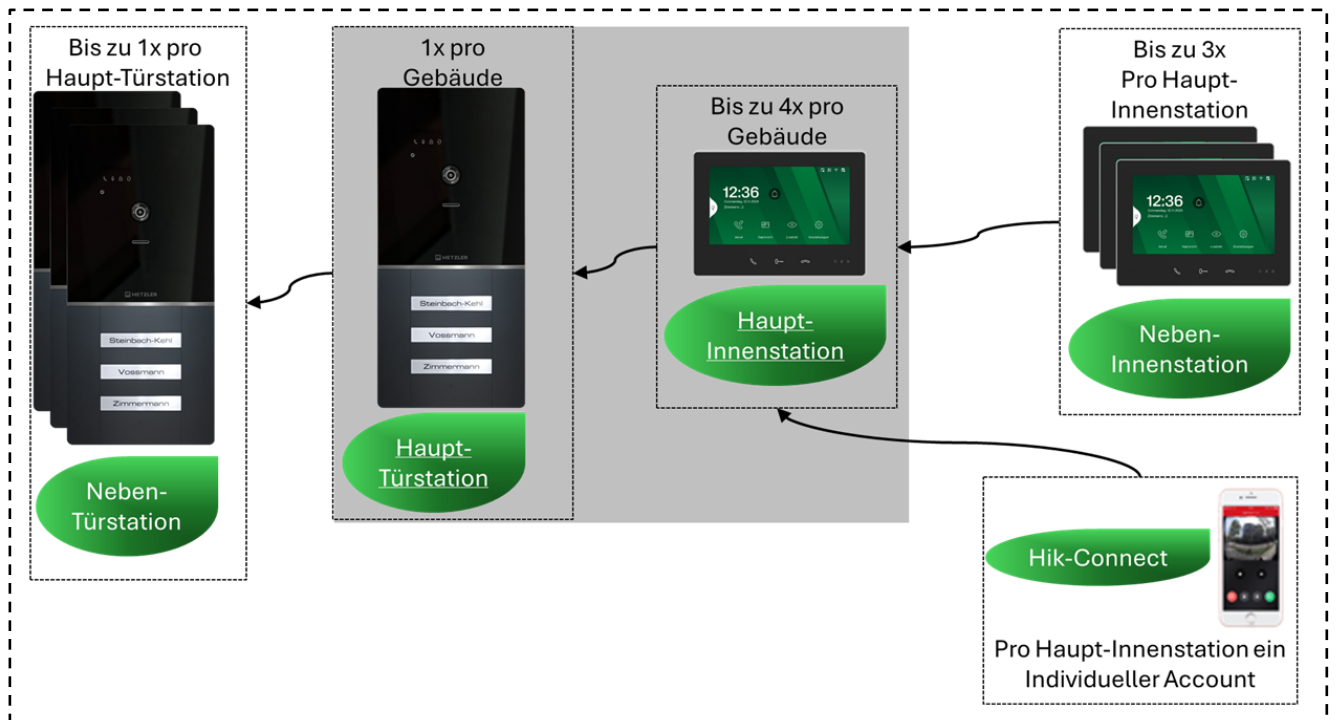 Bis zu 1x pro
Haupt-Türstation
METZLER
Steinbach-Kehl
Vossmann
Zimmermann
Neben-
Türstation
1x pro
Gebäude
METZLER
Steinbach-Kehl
Vossmann
Zimmermann
Haupt-
Türstation
Bis zu 4x pro
Gebäude
12:36
Haupt-
Innenstation
Bis zu 3x
Pro Haupt-
Innenstation
12:36
Neben-
Innenstation
Hik-Connect
Pro Haupt-Innenstation ein
Individueller Account